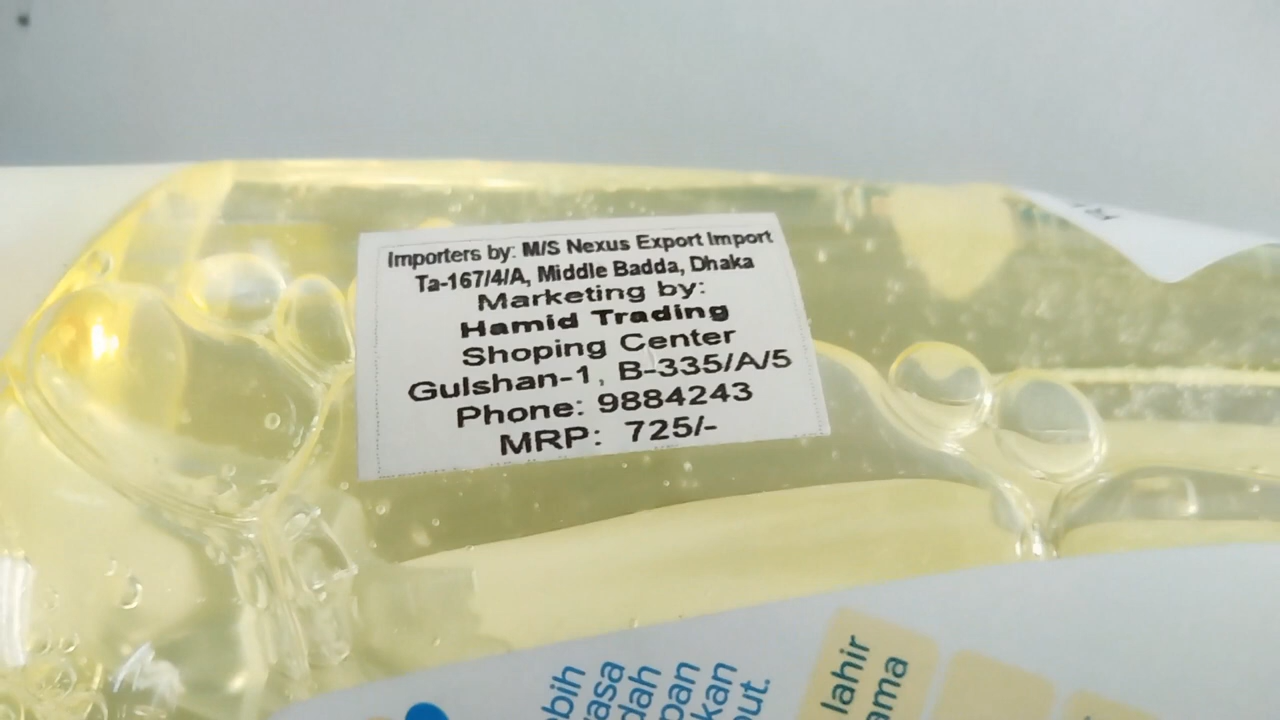 Importers by: M/S Nexus Export Import
Ta-167/4/A, Middle Badda, Dhaka
Marketing by:
Hamid Trading
Shoping Center
Gulshan-1, B-335/A/5
Phone: 9884243
MRP: 725/-
lahir